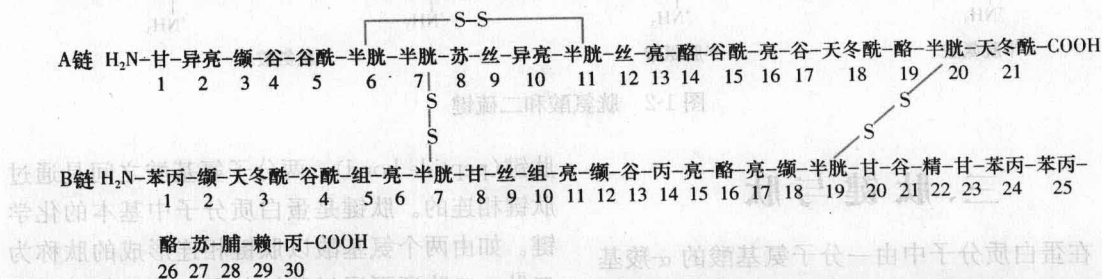 S-S
A链 H₂N-甘-异亮-缬-谷-谷酰-半胱-半胱-苏-丝-异亮-半胱-丝-亮-酪-谷酰-亮-谷-天冬酰-酪-半胱-天冬酰-COOH
1 2 3 4 5 6 7 8 9 10 11 12 13 14 15 16 17 18 19 20 21
S S
S S
B链 H₂N-苯丙-缬-天冬酰-谷酰-组-亮-半胱-甘-丝-组-亮-缬-谷-丙-亮-酪-亮-缬-半胱-甘-谷-精-甘-苯丙-苯丙-
1 2 3 4 5 6 7 8 9 10 11 12 13 14 15 16 17 18 19 20 21 22 23 24 25
酪-苏-脯-赖-丙-COOH
26 27 28 29 30